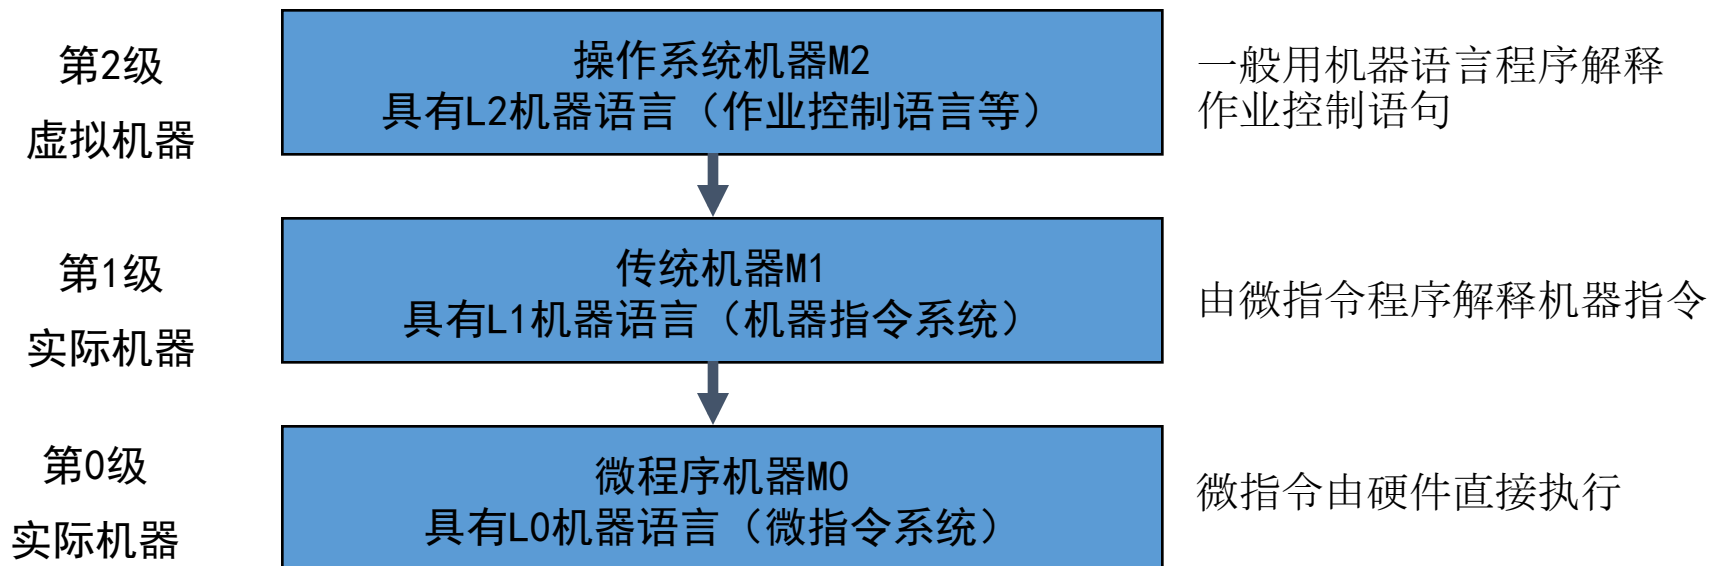 第2级
虚拟机器
操作系统机器M2
具有L2机器语言（作业控制语言等）
一般用机器语言程序解释
作业控制语句
第1级
实际机器
传统机器M1
具有L1机器语言（机器指令系统）
由微指令程序解释机器指令
第0级
实际机器
微程序机器M0
具有L0机器语言（微指令系统）
微指令由硬件直接执行